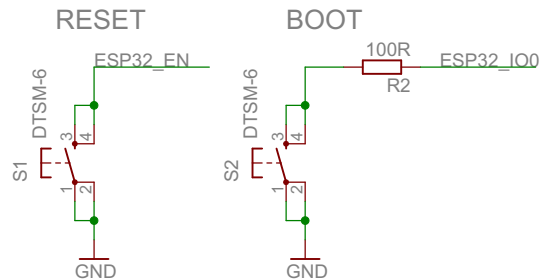 RESET
BOOT
ESP32_EN
100R
ESP32_IO0
R2
DTSM-6
DTSM-6
3
4
3
4
S1
S2
1
2
1
2
GND
GND